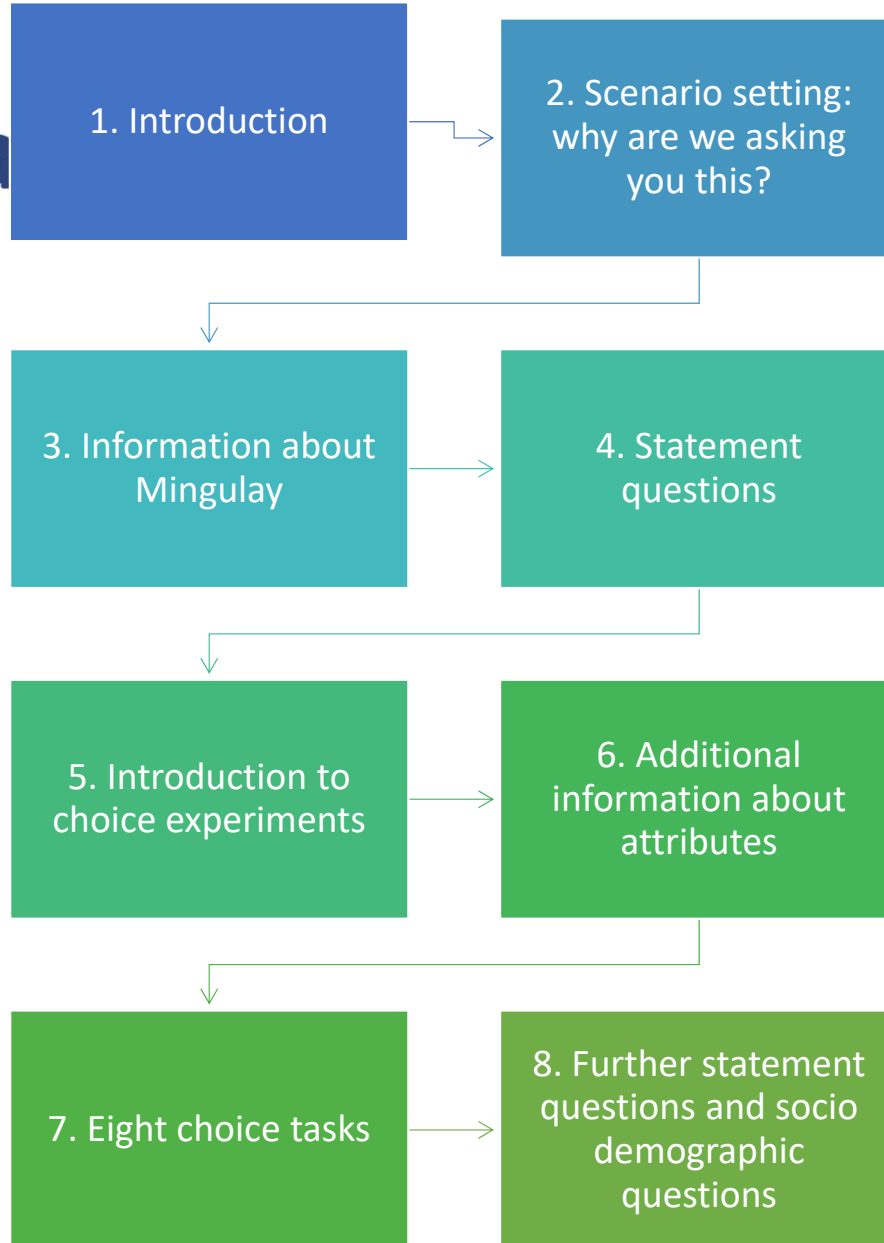 1. Introduction
2. Scenario setting:
why are we asking
you this?
3. Information about
Mingulay
4. Statement
questions
5. Introduction to
choice experiments
6. Additional
information about
attributes
7. Eight choice tasks
8. Further statement
questions and socio
demographic
questions